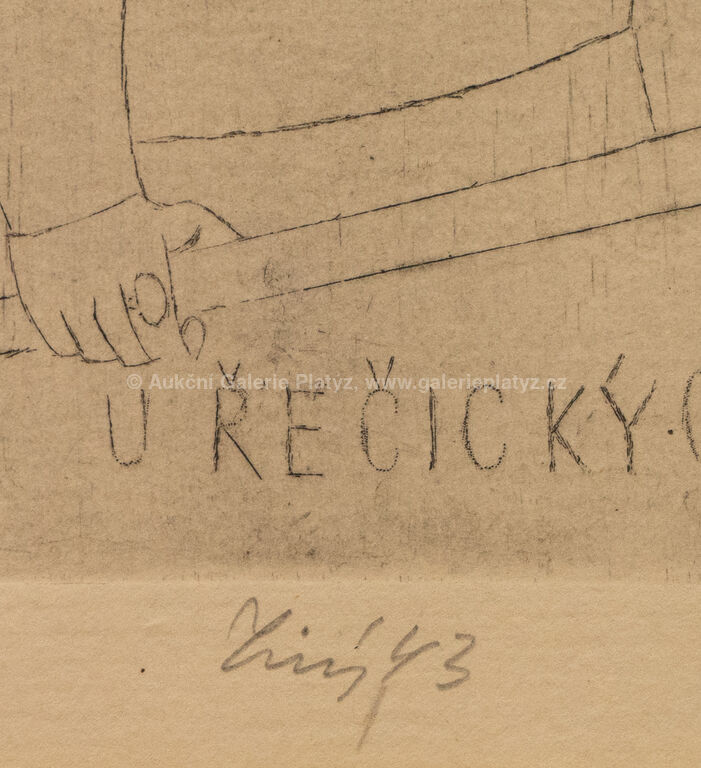 © Aukční Galerie Platyz, www.galerieplatyz.cz
U ŘEČICKÝC
43